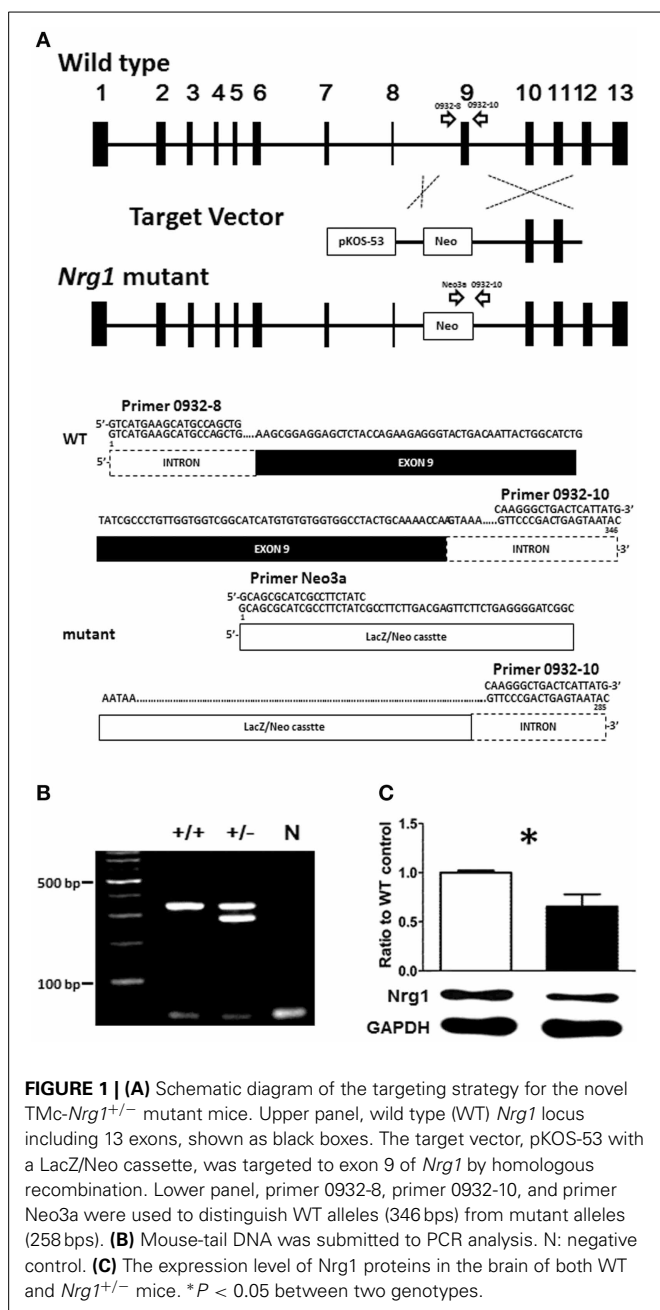 A
Wild type
1 2 3 4 5 6 7 8 9 10 11 12 13
0932-8 0932-10
Target Vector
pKOS-53 Neo
Nrg1 mutant
Neo3a 0932-10
Neo
Primer 0932-8
5'-GTCATGAAGCATGCCAGCTG
WT GTCATGAAGCATGCCAGCTG.....AAGCGGAGGAGCTCTACCAGAAGAGGGTACTGACAATTACTGGCATCTG
1
5'- INTRON EXON 9
Primer 0932-10
CAAGGGCTGACTCATTATG-3'
TATCGCCCTGTTGGTGGTCGGCATCATGTGTGTGGTGGCCTACTGCAAAACCAAGTAAA.....GTTCCCGACTGAGTAATAC
346
EXON 9 INTRON -3'
Primer Neo3a
5'-GCAGCGCATCGCCTTCTATC
GCAGCGCATCGCCTTCTATCGCCTTCTTGACGAGTTCTTCTGAGGGGATCGGC
1
mutant 5'- LacZ/Neo casstte
Primer 0932-10
CAAGGGCTGACTCATTATG-3'
AATAA..........................................................................................GTTCCCGACTGAGTAATAC
285
LacZ/Neo casstte INTRON -3'
B
+/+ +/- N
500 bp
100 bp
C
Ratio to WT control
1.5
1.0
0.5
0.0
*
Nrg1
GAPDH
FIGURE 1 | (A) Schematic diagram of the targeting strategy for the novel
TMc-Nrg1+/− mutant mice. Upper panel, wild type (WT) Nrg1 locus
including 13 exons, shown as black boxes. The target vector, pKOS-53 with
a LacZ/Neo cassette, was targeted to exon 9 of Nrg1 by homologous
recombination. Lower panel, primer 0932-8, primer 0932-10, and primer
Neo3a were used to distinguish WT alleles (346 bps) from mutant alleles
(258 bps). (B) Mouse-tail DNA was submitted to PCR analysis. N: negative
control. (C) The expression level of Nrg1 proteins in the brain of both WT
and Nrg1+/− mice. *P < 0.05 between two genotypes.